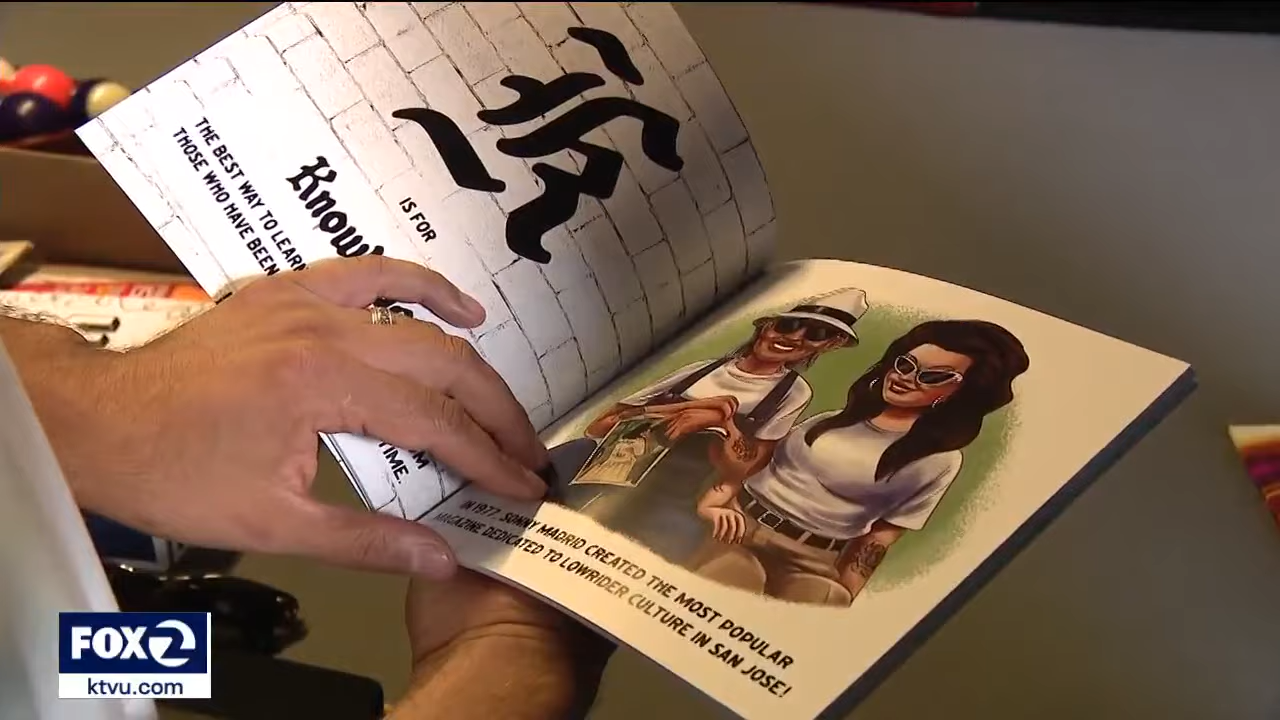 K
IS FOR
Know
THE BEST WAY TO LEARN
THOSE WHO HAVE BEEN
TIME.
IN 1977, SONNY MADRID CREATED THE MOST POPULAR
MAGAZINE DEDICATED TO LOWRIDER CULTURE IN SAN JOSE!
FOX 2
ktvu.com